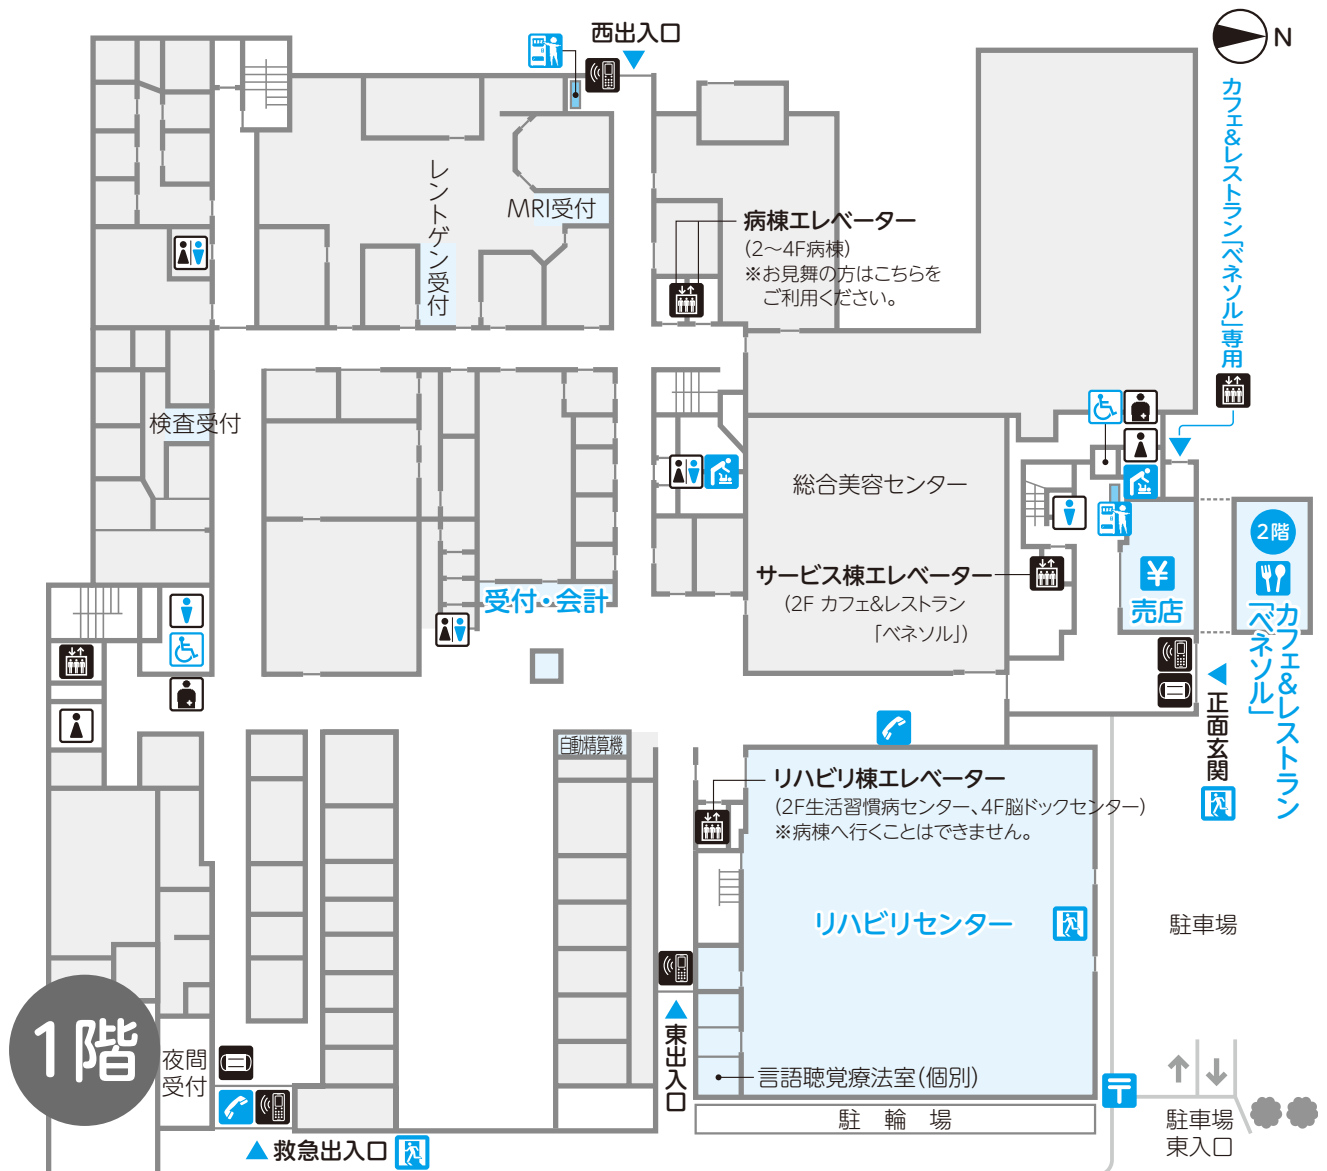 西出入口
N
カフェ&レストラン「ベネソル」専用
レントゲン受付
MRI受付
病棟エレベーター
(2〜4F病棟)
※お見舞の方はこちらを
ご利用ください。
検査受付
総合美容センター
2階
サービス棟エレベーター
(2F カフェ&レストラン
「ベネソル」)
¥
売店
受付・会計
カフェ&レストラン
「ベネソル」
正面玄関
自動精算機
リハビリ棟エレベーター
(2F生活習慣病センター、4F脳ドックセンター)
※病棟へ行くことはできません。
リハビリセンター
駐車場
1階
夜間
受付
東出入口
言語聴覚療法室(個別)
〒
駐輪場
駐車場
東入口
救急出入口